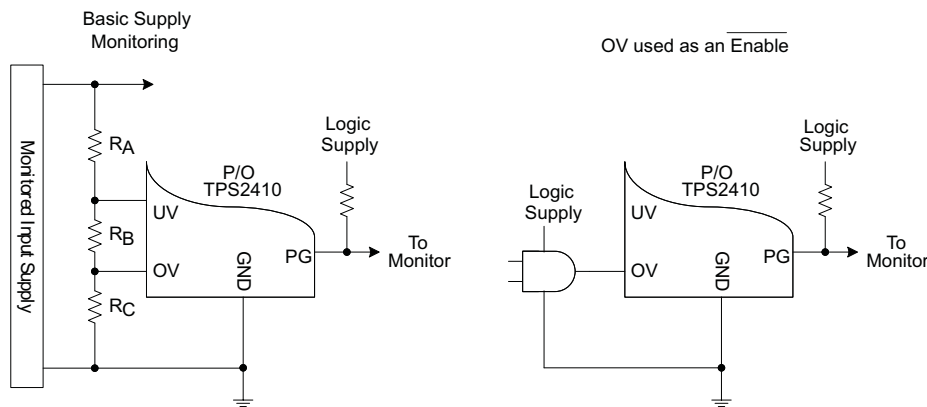 Basic Supply
Monitoring
Monitored Input Supply
RA
RB
RC
P/O
TPS2410
UV
OV
GND
PG
Logic
Supply
To
Monitor
OV used as an Enable
Logic
Supply
P/O
TPS2410
UV
OV
GND
PG
Logic
Supply
To
Monitor